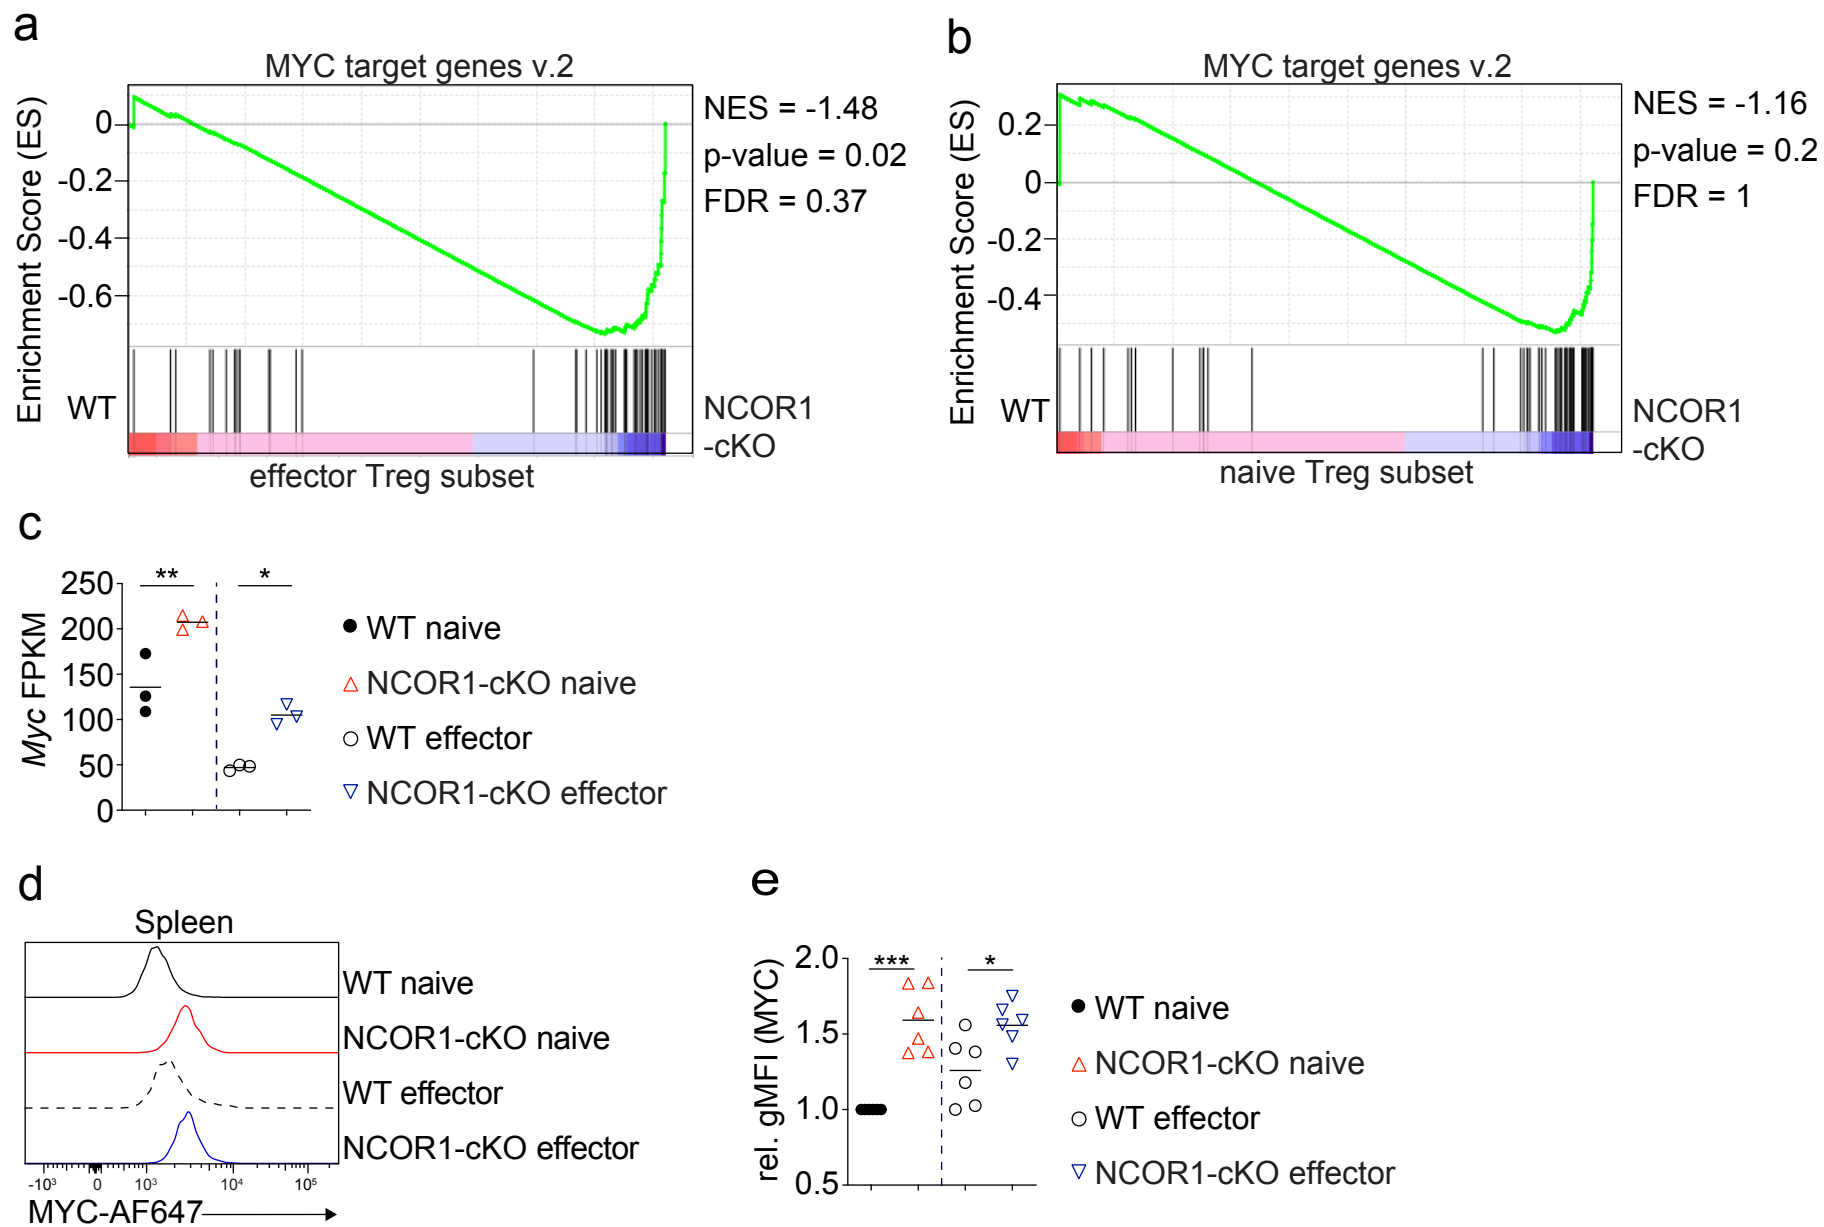 a
MYC target genes v.2
Enrichment Score (ES)
0
-0.2
-0.4
-0.6
NES = -1.48
p-value = 0.02
FDR = 0.37
WT
NCOR1
-cKO
effector Treg subset
b
MYC target genes v.2
Enrichment Score (ES)
0.2
0
-0.2
-0.4
NES = -1.16
p-value = 0.2
FDR = 1
WT
NCOR1
-cKO
naive Treg subset
c
Myc FPKM
250
200
150
100
50
0
**
*
WT naive
NCOR1-cKO naive
WT effector
NCOR1-cKO effector
d
Spleen
WT naive
NCOR1-cKO naive
WT effector
NCOR1-cKO effector
-10³ 0 10³ 10⁴ 10⁵
MYC-AF647
e
rel. gMFI (MYC)
2.0
1.5
1.0
0.5
***
*
WT naive
NCOR1-cKO naive
WT effector
NCOR1-cKO effector